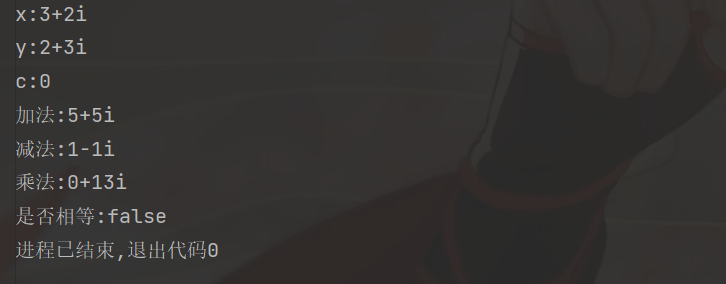 x:3+2i
y:2+3i
c:0
加法:5+5i
减法:1-1i
乘法:0+13i
是否相等:false
进程已结束,退出代码0